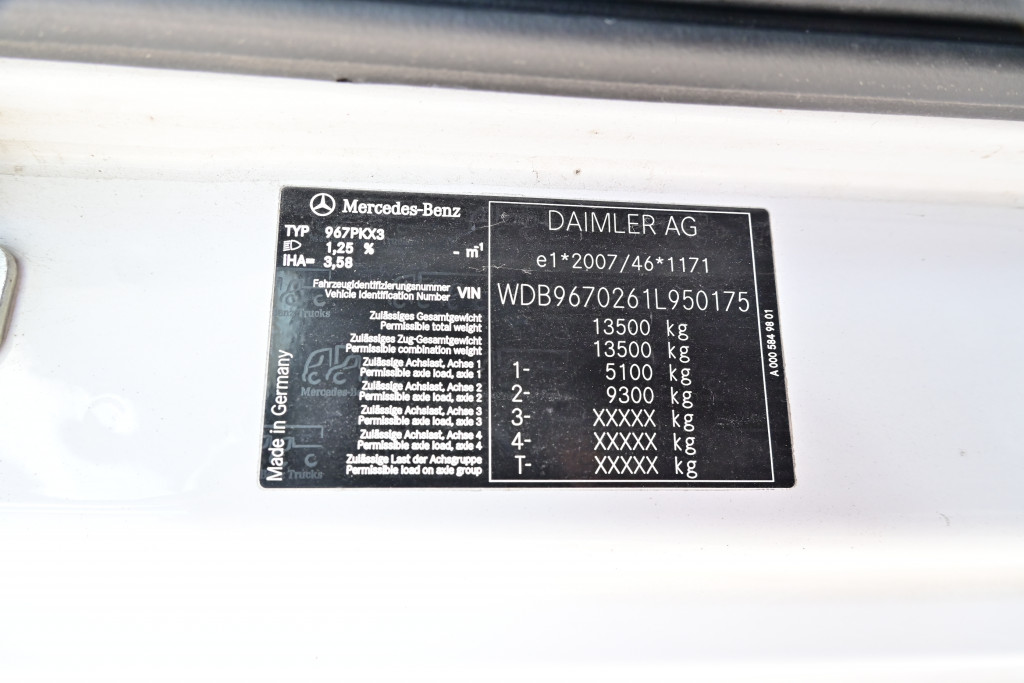 Mercedes-Benz
TYP 967PKX3
1,25 % - m⁻¹
IHA= 3,58
Fahrzeugidentifizierungsnummer
Vehicle Identification Number VIN
Zulässiges Gesamtgewicht
Permissible total weight
Zulässiges Zug-Gesamtgewicht
Permissible combination weight
Zulässige Achslast, Achse 1
Permissible axle load, axle 1
Zulässige Achslast, Achse 2
Permissible axle load, axle 2
Zulässige Achslast, Achse 3
Permissible axle load, axle 3
Zulässige Achslast, Achse 4
Permissible axle load, axle 4
Zulässige Last der Achsgruppe
Permissible load on axle group
Made in Germany
Trucks
Mercedes-Benz
Trucks
DAIMLER AG
e1*2007/46*1171
WDB9670261L950175
13500 kg
13500 kg
1- 5100 kg
2- 9300 kg
3- XXXXX kg
4- XXXXX kg
T- XXXXX kg
A 000 584 98 01